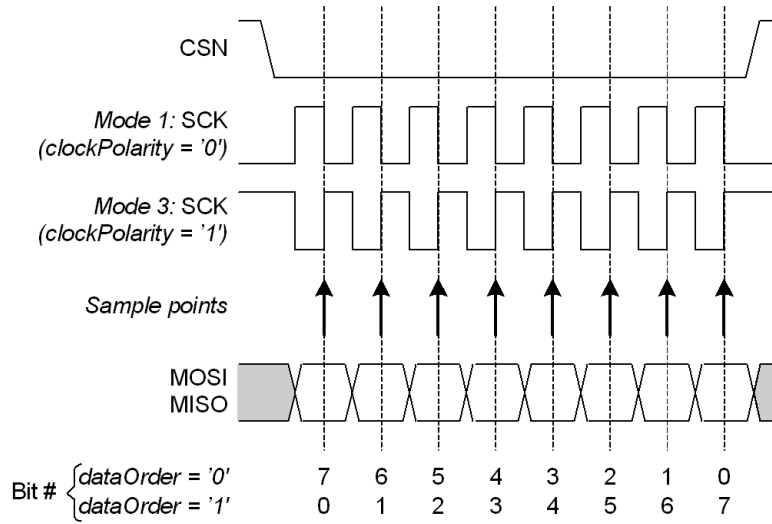 CSN
Mode 1: SCK
(clockPolarity = '0')
Mode 3: SCK
(clockPolarity = '1')
Sample points
MOSI
MISO
Bit #
dataOrder = '0' 7 6 5 4 3 2 1 0
dataOrder = '1' 0 1 2 3 4 5 6 7